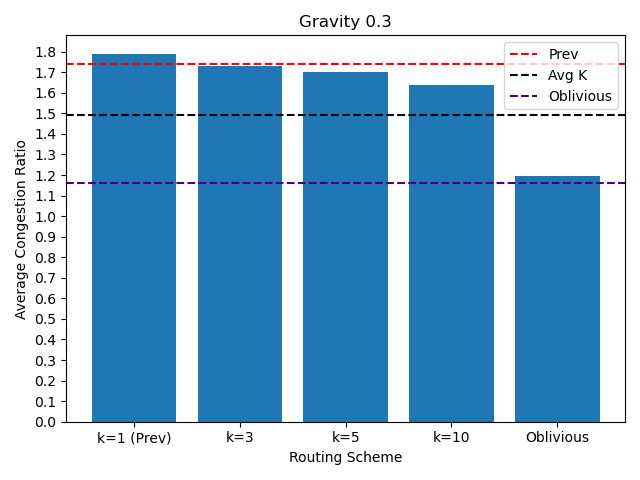 Gravity 0.3
Average Congestion Ratio
1.8
1.7
1.6
1.5
1.4
1.3
1.2
1.1
1.0
0.9
0.8
0.7
0.6
0.5
0.4
0.3
0.2
0.1
0.0
Prev
Avg K
Oblivious
k=1 (Prev) k=3 k=5 k=10 Oblivious
Routing Scheme